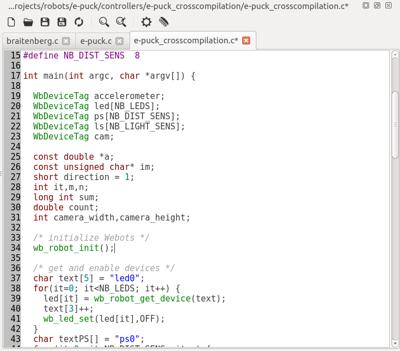 ...rojects/robots/e-puck/controllers/e-puck_crosscompilation/e-puck_crosscompilation.c*
braitenberg.c
e-puck.c
e-puck_crosscompilation.c*
15 #define NB_DIST_SENS  8
16
17 int main(int argc, char *argv[]) {
18
19   WbDeviceTag accelerometer;
20   WbDeviceTag led[NB_LEDS];
21   WbDeviceTag ps[NB_DIST_SENS];
22   WbDeviceTag ls[NB_LIGHT_SENS];
23   WbDeviceTag cam;
24
25   const double *a;
26   const unsigned char* im;
27   short direction = 1;
28   int it,m,n;
29   long int sum;
30   double count;
31   int camera_width,camera_height;
32
33   /* initialize Webots */
34   wb_robot_init();
35
36   /* get and enable devices */
37   char text[5] = "led0";
38   for(it=0; it<NB_LEDS; it++) {
39     led[it] = wb_robot_get_device(text);
40     text[3]++;
41     wb_led_set(led[it],OFF);
42   }
43   char textPS[] = "ps0";